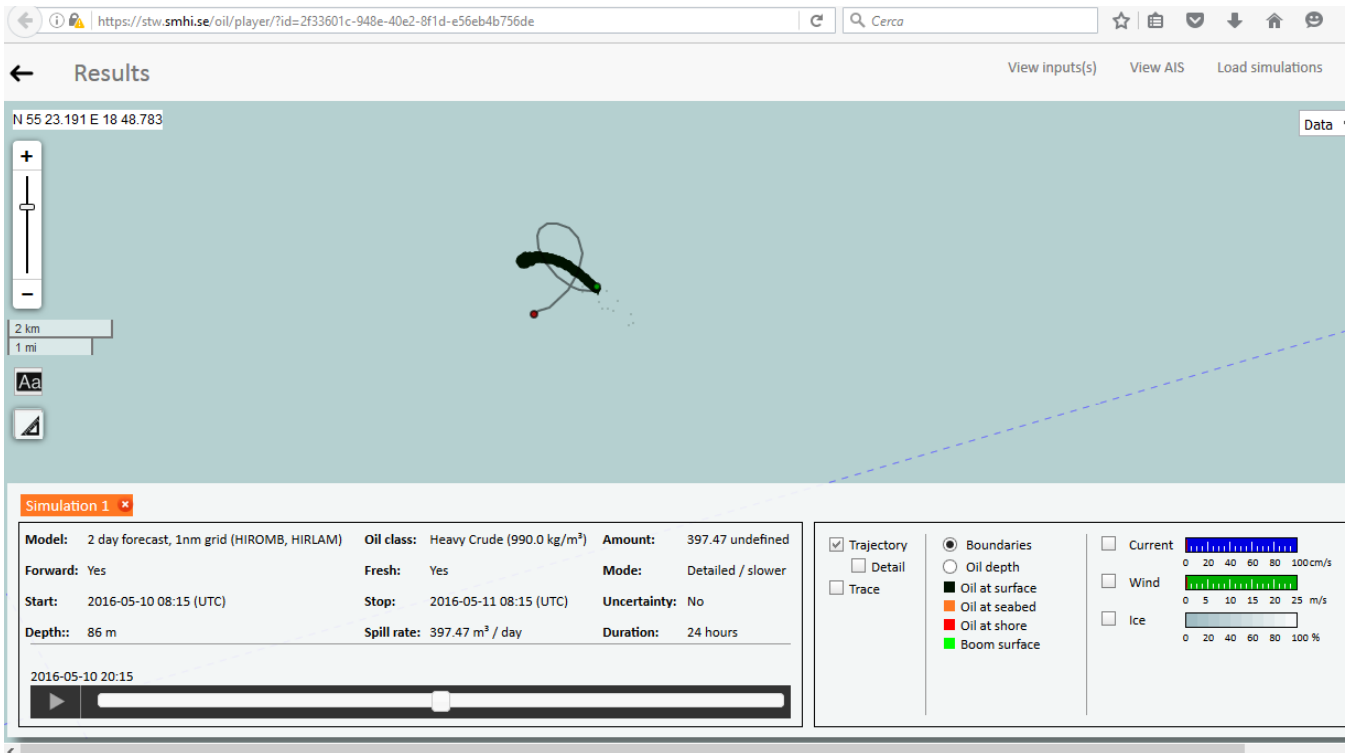 https://stw.smhi.se/oil/player/?id=2f33601c-948e-40e2-8f1d-e56eb4b756de Cerca
Results View inputs(s) View AIS Load simulations
N 55 23.191 E 18 48.783
Data
+
−
2 km
1 mi
Aa
Simulation 1
Model: 2 day forecast, 1nm grid (HIROMB, HIRLAM) Oil class: Heavy Crude (990.0 kg/m³) Amount: 397.47 undefined
Forward: Yes Fresh: Yes Mode: Detailed / slower
Start: 2016-05-10 08:15 (UTC) Stop: 2016-05-11 08:15 (UTC) Uncertainty: No
Depth:: 86 m Spill rate: 397.47 m³ / day Duration: 24 hours
2016-05-10 20:15
Trajectory
Detail
Trace
Boundaries
Oil depth
Oil at surface
Oil at seabed
Oil at shore
Boom surface
Current
0 20 40 60 80 100 cm/s
Wind
0 5 10 15 20 25 m/s
Ice
0 20 40 60 80 100 %